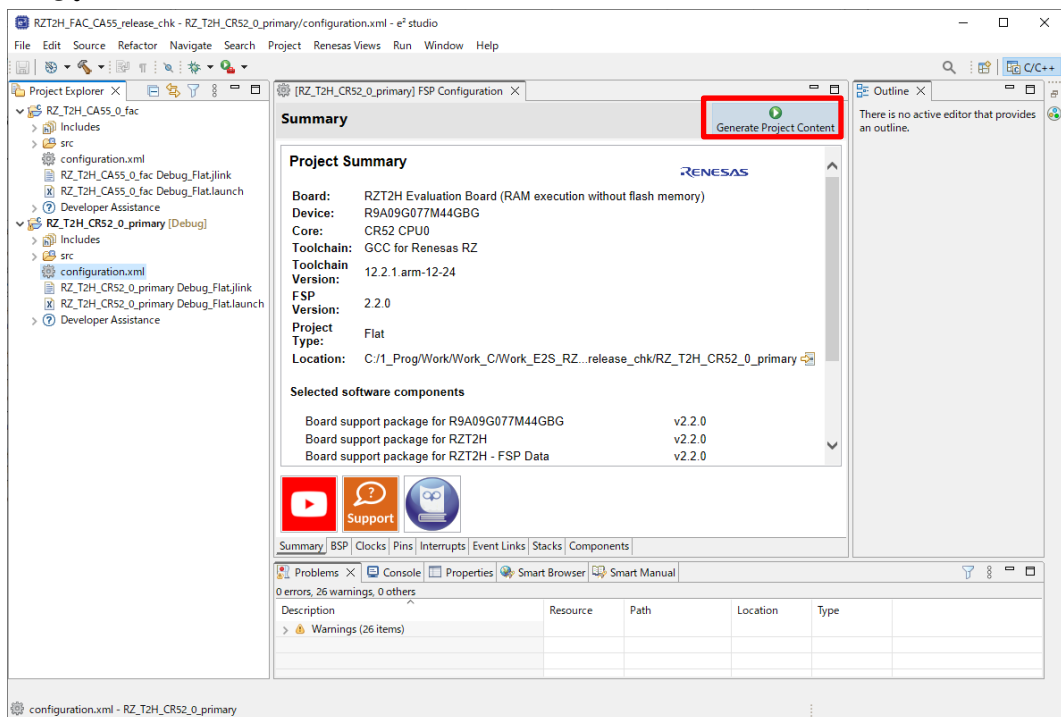 RZT2H_FAC_CA55_release_chk - RZ_T2H_CR52_0_primary/configuration.xml - e² studio
File Edit Source Refactor Navigate Search Project Renesas Views Run Window Help
C/C++
Project Explorer
RZ_T2H_CA55_0_fac
Includes
src
configuration.xml
RZ_T2H_CA55_0_fac Debug_Flat.jlink
RZ_T2H_CA55_0_fac Debug_Flat.launch
Developer Assistance
RZ_T2H_CR52_0_primary [Debug]
Includes
src
configuration.xml
RZ_T2H_CR52_0_primary Debug_Flat.jlink
RZ_T2H_CR52_0_primary Debug_Flat.launch
Developer Assistance
[RZ_T2H_CR52_0_primary] FSP Configuration
Summary
Generate Project Content
Project Summary
RENESAS
Board: RZT2H Evaluation Board (RAM execution without flash memory)
Device: R9A09G077M44GBG
Core: CR52 CPU0
Toolchain: GCC for Renesas RZ
Toolchain Version: 12.2.1.arm-12-24
FSP Version: 2.2.0
Project Type: Flat
Location: C:/1_Prog/Work/Work_C/Work_E2S_RZ...release_chk/RZ_T2H_CR52_0_primary
Selected software components
Board support package for R9A09G077M44GBG v2.2.0
Board support package for RZT2H v2.2.0
Board support package for RZT2H - FSP Data v2.2.0
Support
Summary BSP Clocks Pins Interrupts Event Links Stacks Components
Outline
There is no active editor that provides
an outline.
Problems Console Properties Smart Browser Smart Manual
0 errors, 26 warnings, 0 others
Description Resource Path Location Type
Warnings (26 items)
configuration.xml - RZ_T2H_CR52_0_primary